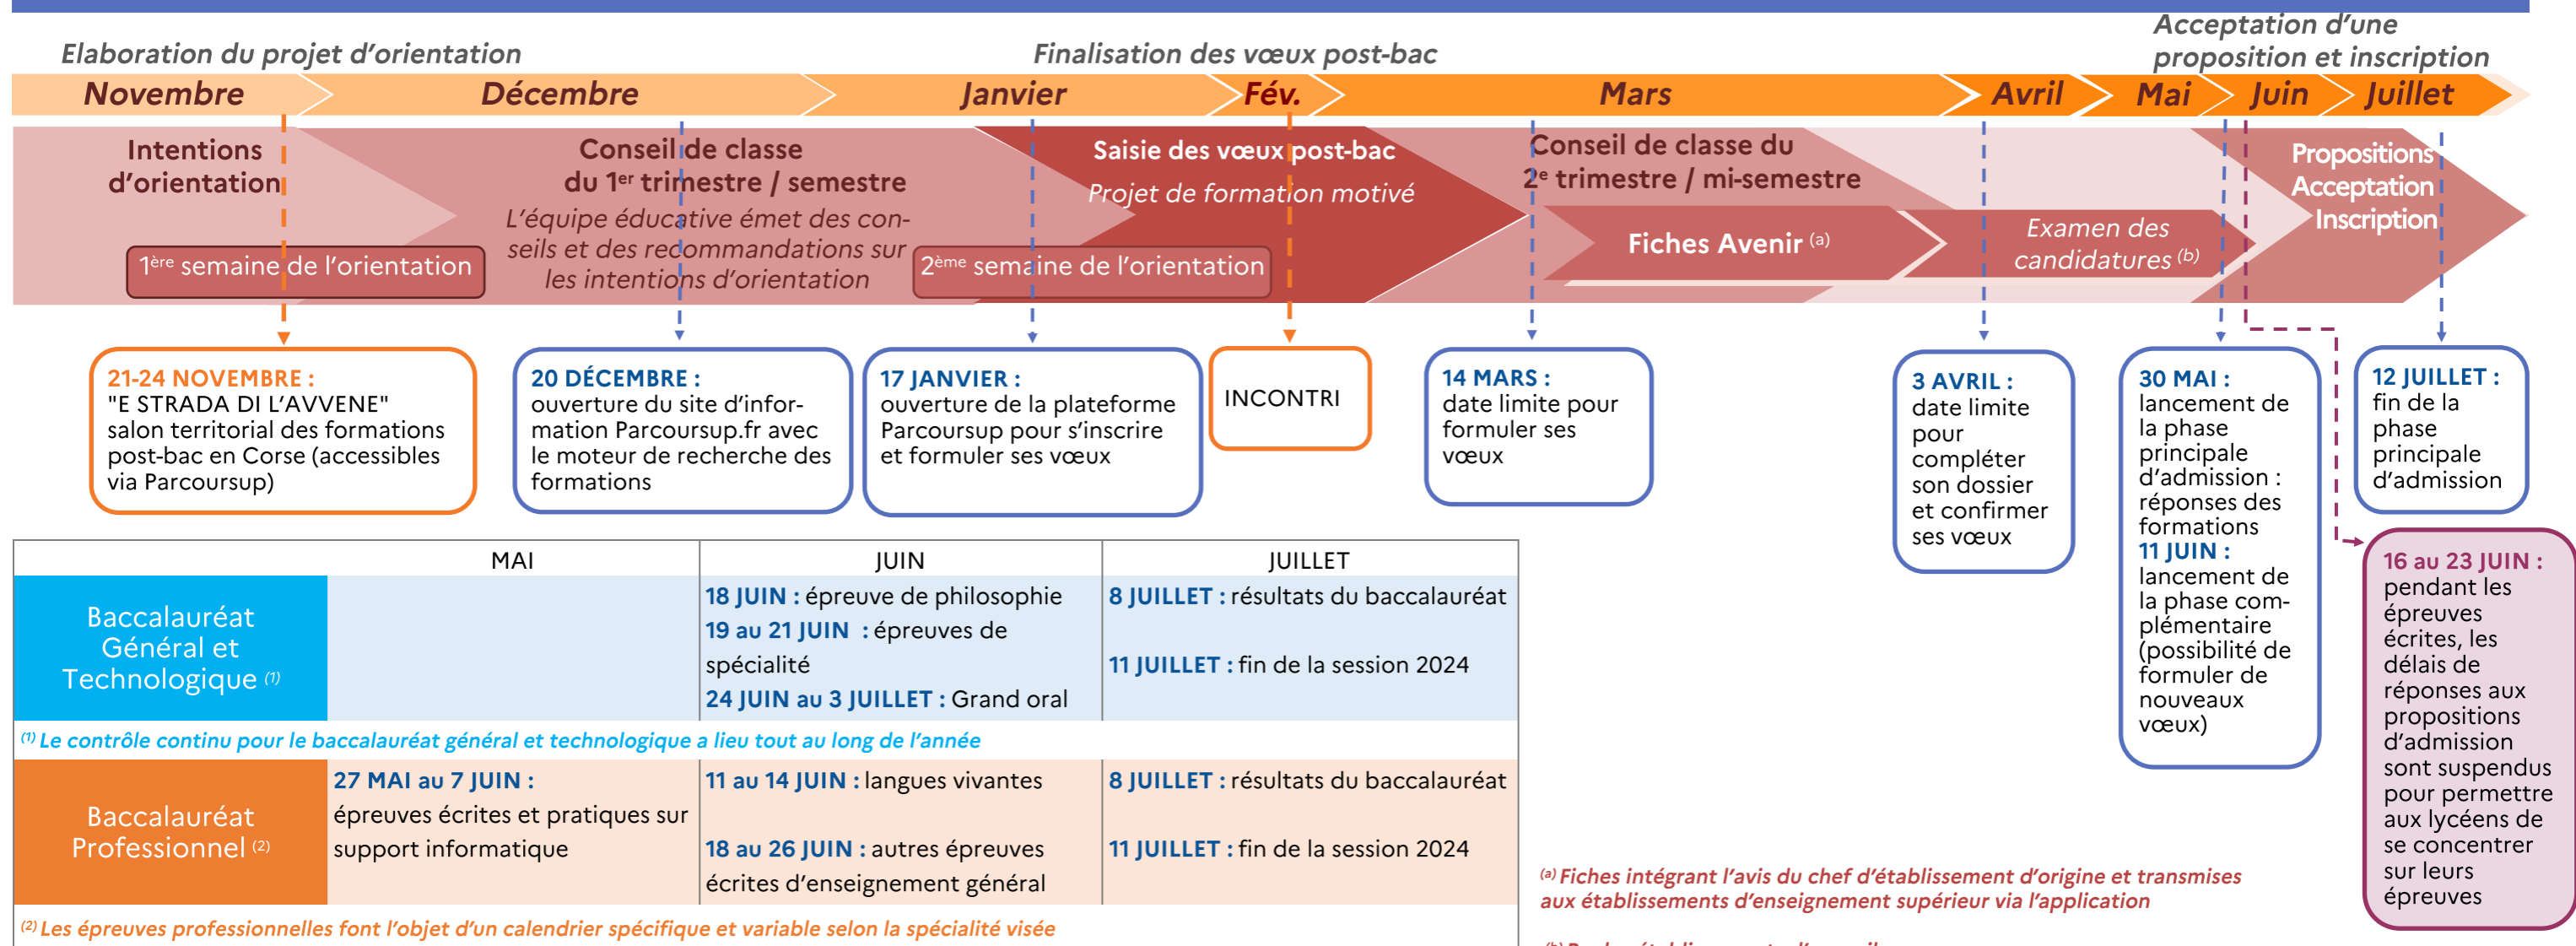 Elaboration du projet d’orientation
Finalisation des vœux post-bac
Acceptation d’une
proposition et inscription
Novembre
Décembre
Janvier
Fév.
Mars
Avril
Mai
Juin
Juillet
Intentions
d’orientation
1ère semaine de l’orientation
Conseil de classe
du 1er trimestre / semestre
L’équipe éducative émet des con-
seils et des recommandations sur
les intentions d’orientation
2ème semaine de l’orientation
Saisie des vœux post-bac
Projet de formation motivé
Conseil de classe du
2e trimestre / mi-semestre
Fiches Avenir (a)
Examen des
candidatures (b)
Propositions
Acceptation
Inscription
21-24 NOVEMBRE :
"E STRADA DI L’AVVENE"
salon territorial des formations
post-bac en Corse (accessibles
via Parcoursup)
20 DÉCEMBRE :
ouverture du site d’infor-
mation Parcoursup.fr avec
le moteur de recherche des
formations
17 JANVIER :
ouverture de la plateforme
Parcoursup pour s’inscrire
et formuler ses vœux
INCONTRI
14 MARS :
date limite pour
formuler ses
vœux
3 AVRIL :
date limite
pour
compléter
son dossier
et confirmer
ses vœux
30 MAI :
lancement de
la phase
principale
d’admission :
réponses des
formations
11 JUIN :
lancement de
la phase com-
plémentaire
(possibilité de
formuler de
nouveaux
vœux)
12 JUILLET :
fin de la
phase
principale
d’admission
16 au 23 JUIN :
pendant les
épreuves
écrites, les
délais de
réponses aux
propositions
d’admission
sont suspendus
pour permettre
aux lycéens de
se concentrer
sur leurs
épreuves
MAI
JUIN
JUILLET
Baccalauréat
Général et
Technologique (1)
18 JUIN : épreuve de philosophie
19 au 21 JUIN : épreuves de
spécialité
24 JUIN au 3 JUILLET : Grand oral
8 JUILLET : résultats du baccalauréat
11 JUILLET : fin de la session 2024
(1) Le contrôle continu pour le baccalauréat général et technologique a lieu tout au long de l’année
Baccalauréat
Professionnel (2)
27 MAI au 7 JUIN :
épreuves écrites et pratiques sur
support informatique
11 au 14 JUIN : langues vivantes
18 au 26 JUIN : autres épreuves
écrites d’enseignement général
8 JUILLET : résultats du baccalauréat
11 JUILLET : fin de la session 2024
(2) Les épreuves professionnelles font l’objet d’un calendrier spécifique et variable selon la spécialité visée
(a) Fiches intégrant l’avis du chef d’établissement d’origine et transmises
aux établissements d’enseignement supérieur via l’application